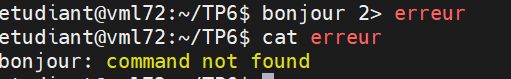 etudiant@vml72:~/TP6$ bonjour 2> erreur
etudiant@vml72:~/TP6$ cat erreur
bonjour: command not found